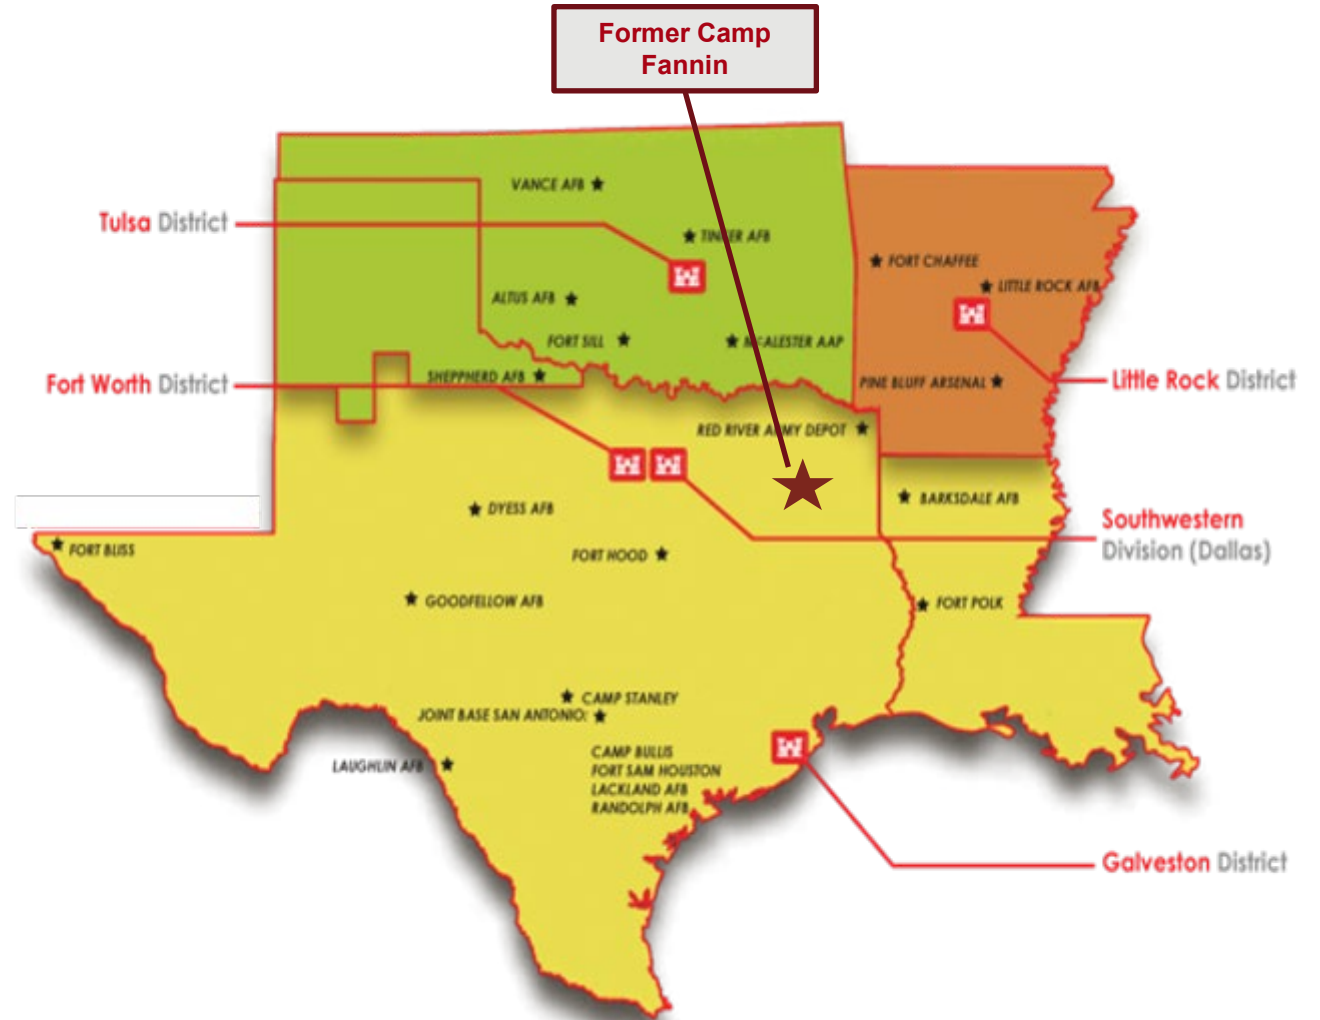 Former Camp
Fannin
VANCE AFB
Tulsa District
TINKER AFB
FORT CHAFFEE
LITTLE ROCK AFB
ALTUS AFB
FORT SILL
MCALESTER AAP
SHEPPHERD AFB
Fort Worth District
PINE BLUFF ARSENAL
Little Rock District
RED RIVER ARMY DEPOT
BARKSDALE AFB
DYESS AFB
Southwestern
Division (Dallas)
FORT BLISS
FORT HOOD
GOODFELLOW AFB
FORT POLK
CAMP STANLEY
JOINT BASE SAN ANTONIO:
CAMP BULLIS
FORT SAM HOUSTON
LACKLAND AFB
RANDOLPH AFB
LAUGHLIN AFB
Galveston District